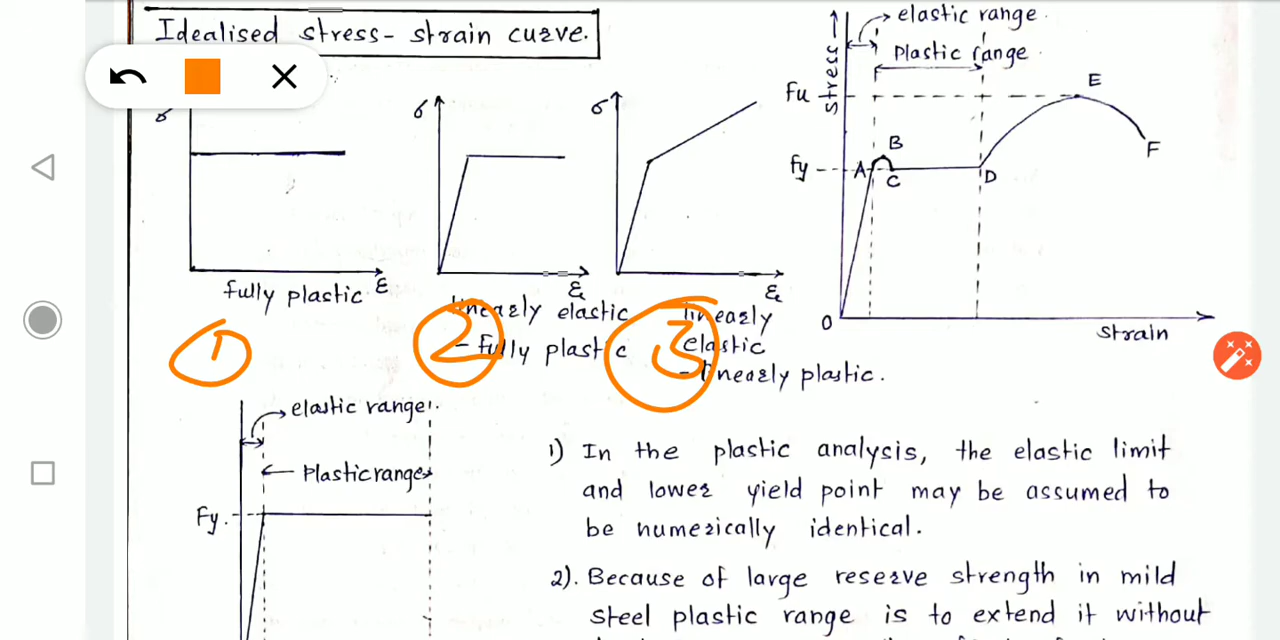 Idealised stress-strain curve.
σ
fully plastic
ε
1
σ
ε
linearly elastic
- fully plastic
2
σ
ε
linearly
elastic
- linearly plastic.
3
elastic range.
Plastic range.
Stress
Fu
fy
A
B
C
D
E
F
O
Strain
elastic range.
Plastic range
Fy.
1) In the plastic analysis, the elastic limit
and lower yield point may be assumed to
be numerically identical.
2). Because of large reserve strength in mild
steel plastic range is to extend it without